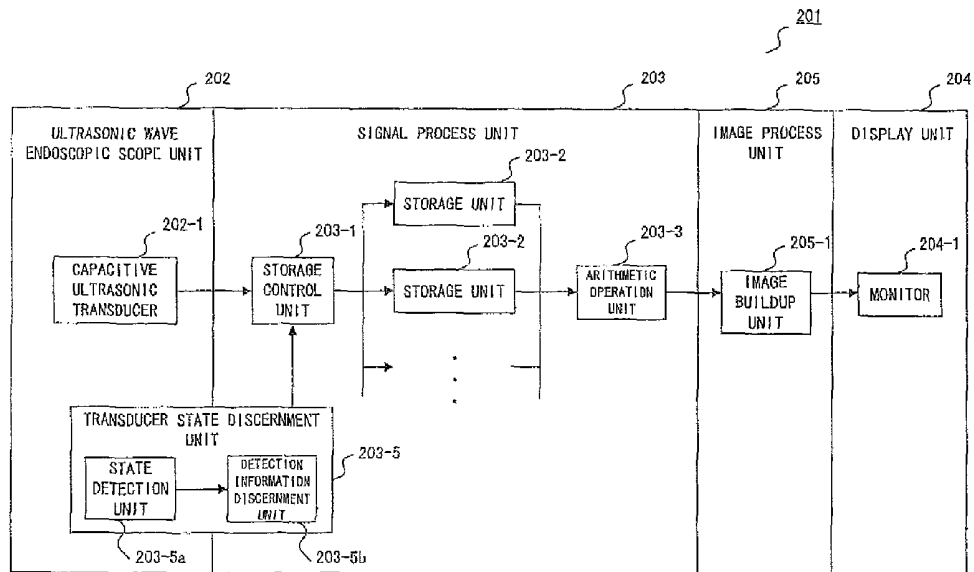 201
202
203
205
204
ULTRASONIC WAVE
ENDOSCOPIC SCOPE UNIT
SIGNAL PROCESS UNIT
IMAGE PROCESS
UNIT
DISPLAY UNIT
203-2
STORAGE UNIT
202-1
CAPACITIVE
ULTRASONIC
TRANSDUCER
203-1
STORAGE
CONTROL
UNIT
203-2
STORAGE UNIT
203-3
ARITHMETIC
OPERATION UNIT
205-1
IMAGE
BUILDUP
UNIT
204-1
MONITOR
TRANSDUCER STATE DISCERNMENT
UNIT
203-5
STATE
DETECTION
UNIT
DETECTION
INFORMATION
DISCERNMENT
UNIT
203-5a
203-5b